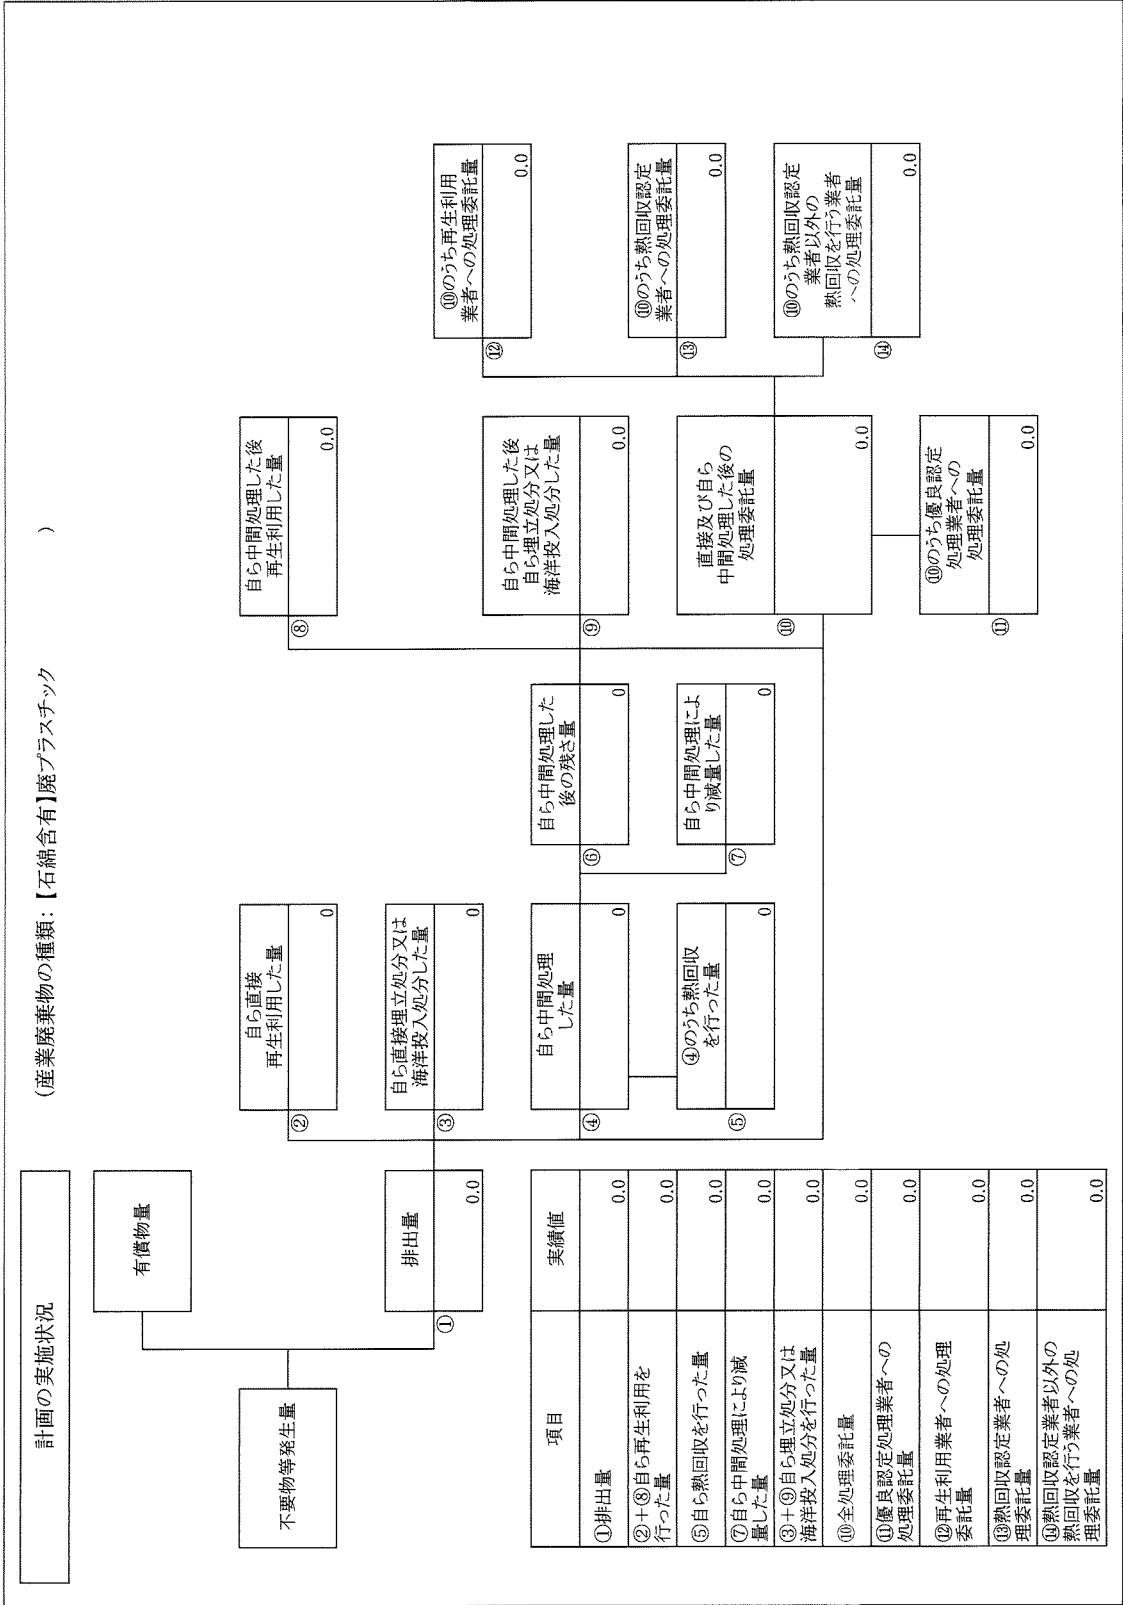 計画の実施状況
(産業廃棄物の種類：【石綿含有】廃プラスチック )
不要物等発生量
有償物量
排出量
① 0.0
自ら直接
再生利用した量
② 0
自ら直接埋立処分又は
海洋投入処分した量
③ 0
自ら中間処理
した量
④ 0
④のうち熱回収
を行った量
⑤ 0
自ら中間処理した
後の残さ量
⑥ 0
自ら中間処理によ
り減量した量
⑦ 0
自ら中間処理した後
再生利用した量
⑧ 0.0
自ら中間処理した後
自ら埋立処分又は
海洋投入処分した量
⑨ 0.0
直接及び自ら
中間処理した後の
処理委託量
⑩ 0.0
⑩のうち優良認定
処理業者への
処理委託量
⑪ 0.0
⑩のうち再生利用
業者への処理委託量
⑫ 0.0
⑩のうち熱回収認定
業者への処理委託量
⑬ 0.0
⑩のうち熱回収認定
業者以外の
熱回収を行う業者
への処理委託量
⑭ 0.0
項目 実績値
①排出量 0.0
②+⑧自ら再生利用を
行った量 0.0
⑤自ら熱回収を行った量 0.0
⑦自ら中間処理により減
量した量 0.0
③+⑨自ら埋立処分又は
海洋投入処分を行った量 0.0
⑩全処理委託量 0.0
⑪優良認定処理業者への
処理委託量 0.0
⑫再生利用業者への処理
委託量 0.0
⑬熱回収認定業者への処
理委託量 0.0
⑭熱回収認定業者以外の
熱回収を行う業者への処
理委託量 0.0